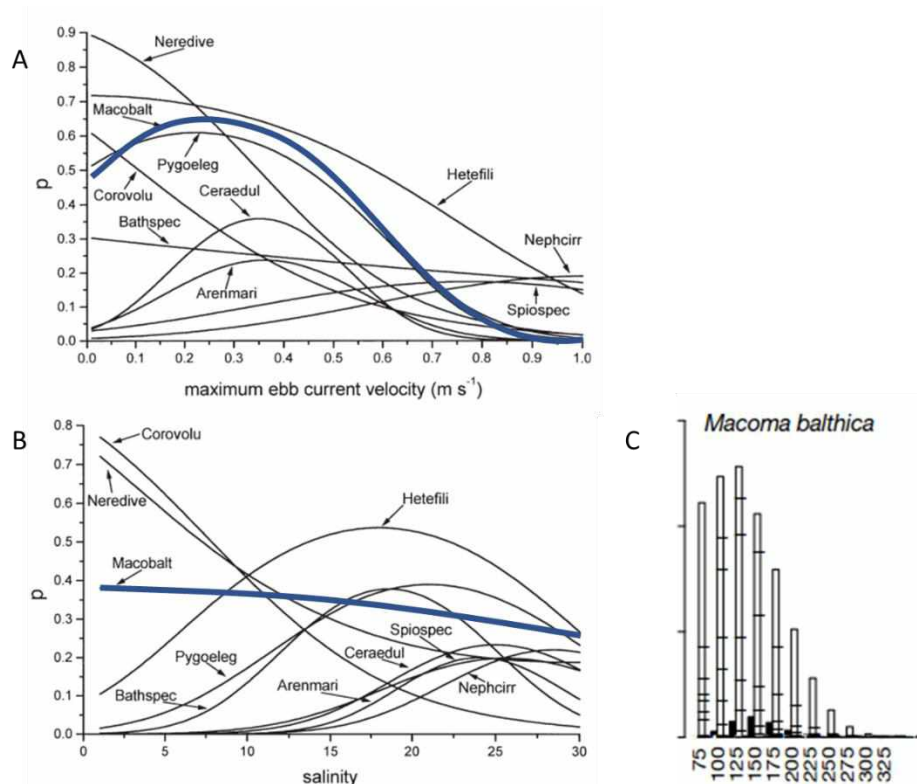 A
0.9
0.8
0.7
0.6
0.5
0.4
0.3
0.2
0.1
0.0
p
Neredive
Macobalt
Pygoeleg
Corovolu
Ceraedul
Bathspec
Arenmari
Hetefili
Nephcirr
Spiospec
0.0 0.1 0.2 0.3 0.4 0.5 0.6 0.7 0.8 0.9 1.0
maximum ebb current velocity (m s⁻¹)
B
0.8
0.7
0.6
0.5
0.4
0.3
0.2
0.1
0.0
p
Corovolu
Neredive
Hetefili
Macobalt
Pygoeleg
Spiospec
Ceraedul
Bathspec
Arenmari
Nephcirr
0 5 10 15 20 25 30
salinity
C
Macoma balthica
75
100
125
150
175
200
225
250
275
300
325